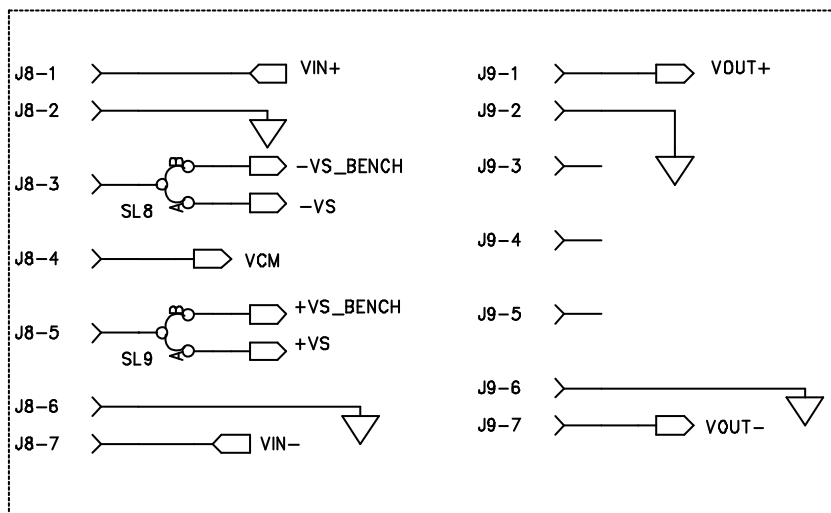 J8-1 VIN+
J8-2
B
J8-3 -VS_BENCH
A
SL8 -VS
J8-4 VCM
B
J8-5 +VS_BENCH
A
SL9 +VS
J8-6
J8-7 VIN-
J9-1 VOUT+
J9-2
J9-3
J9-4
J9-5
J9-6
J9-7 VOUT-